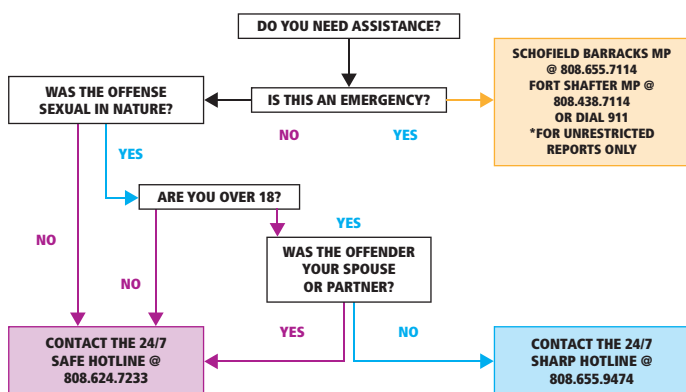 DO YOU NEED ASSISTANCE?
SCHOFIELD BARRACKS MP
@ 808.655.7114
FORT SHAFTER MP @
808.438.7114
OR DIAL 911
*FOR UNRESTRICTED
REPORTS ONLY
WAS THE OFFENSE
SEXUAL IN NATURE?
IS THIS AN EMERGENCY?
NO
YES
YES
ARE YOU OVER 18?
NO
NO
YES
WAS THE OFFENDER
YOUR SPOUSE
OR PARTNER?
YES
NO
CONTACT THE 24/7
SAFE HOTLINE @
808.624.7233
CONTACT THE 24/7
SHARP HOTLINE @
808.655.9474